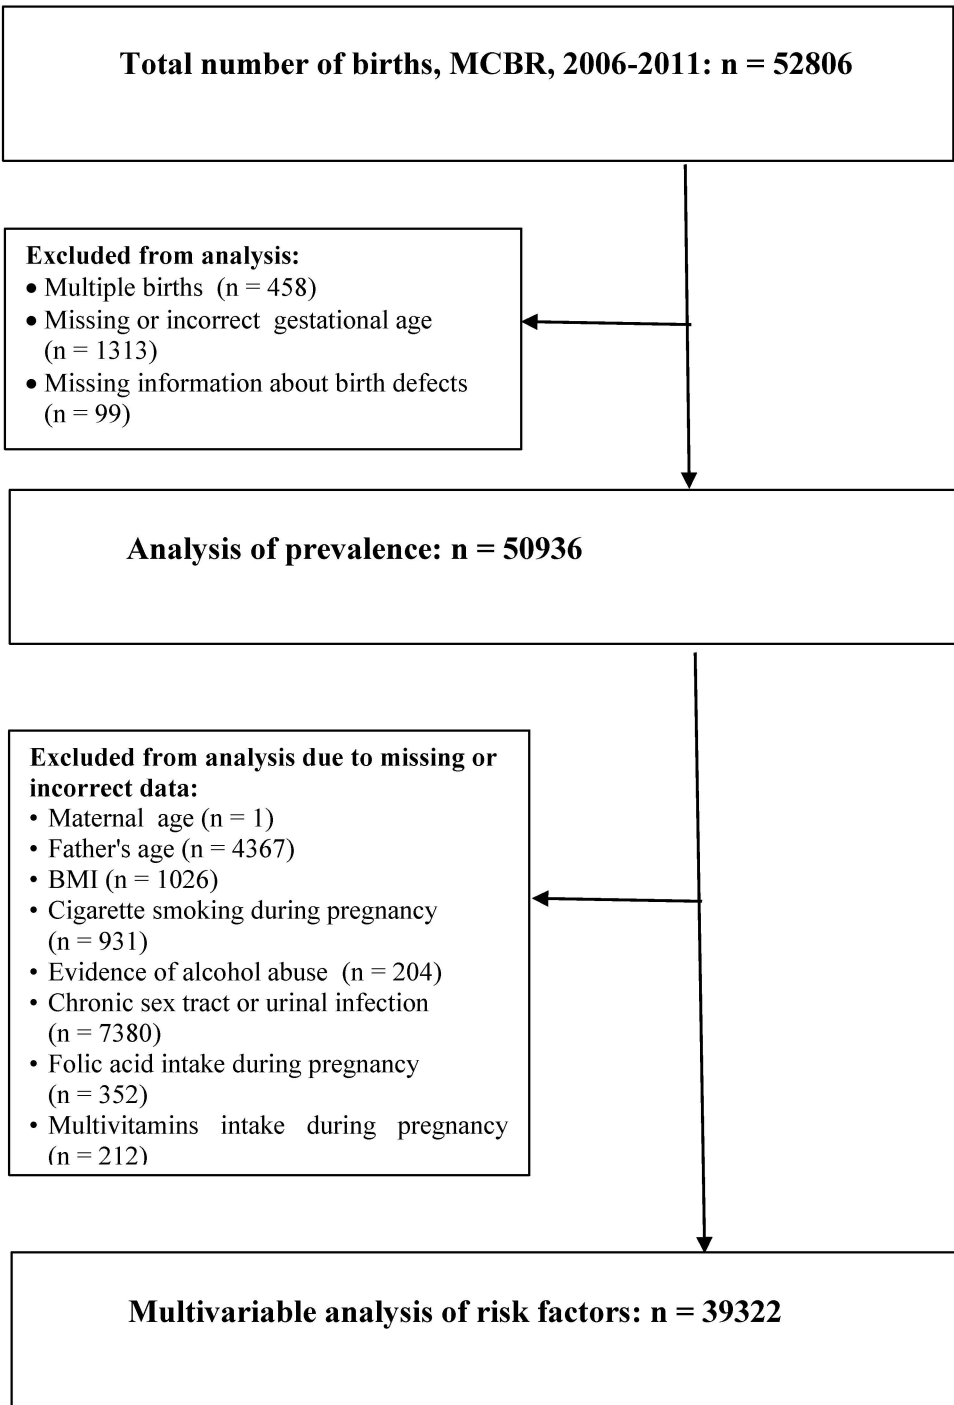 Total number of births, MCBR, 2006-2011: n = 52806
Excluded from analysis:
• Multiple births (n = 458)
• Missing or incorrect gestational age
(n = 1313)
• Missing information about birth defects
(n = 99)
Analysis of prevalence: n = 50936
Excluded from analysis due to missing or
incorrect data:
• Maternal age (n = 1)
• Father's age (n = 4367)
• BMI (n = 1026)
• Cigarette smoking during pregnancy
(n = 931)
• Evidence of alcohol abuse (n = 204)
• Chronic sex tract or urinal infection
(n = 7380)
• Folic acid intake during pregnancy
(n = 352)
• Multivitamins intake during pregnancy
(n = 212)
Multivariable analysis of risk factors: n = 39322